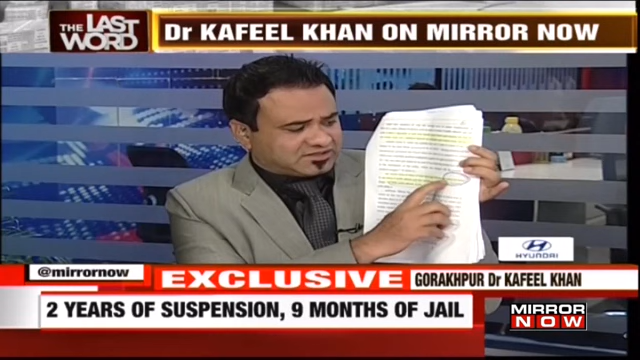 THE LAST WORD
Dr KAFEEL KHAN ON MIRROR NOW
HYUNDAI
@mirrornow
EXCLUSIVE
GORAKHPUR Dr KAFEEL KHAN
2 YEARS OF SUSPENSION, 9 MONTHS OF JAIL
MIRROR NOW